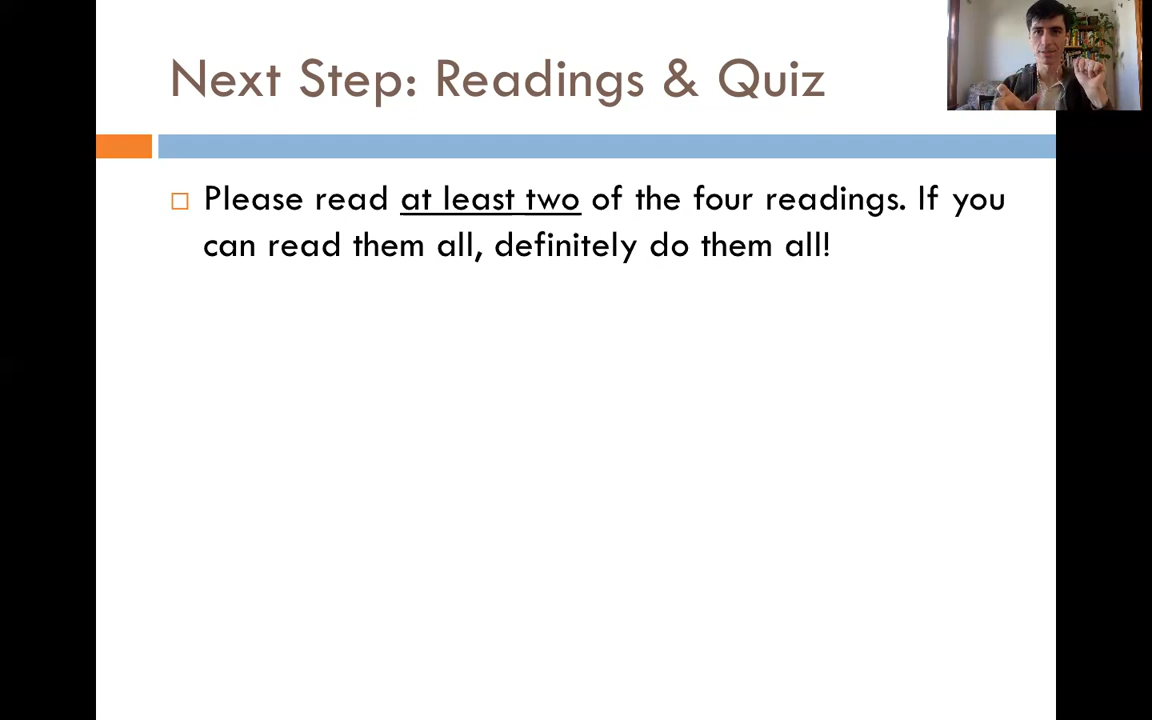 Next Step: Readings & Quiz
Please read at least two of the four readings. If you
can read them all, definitely do them all!